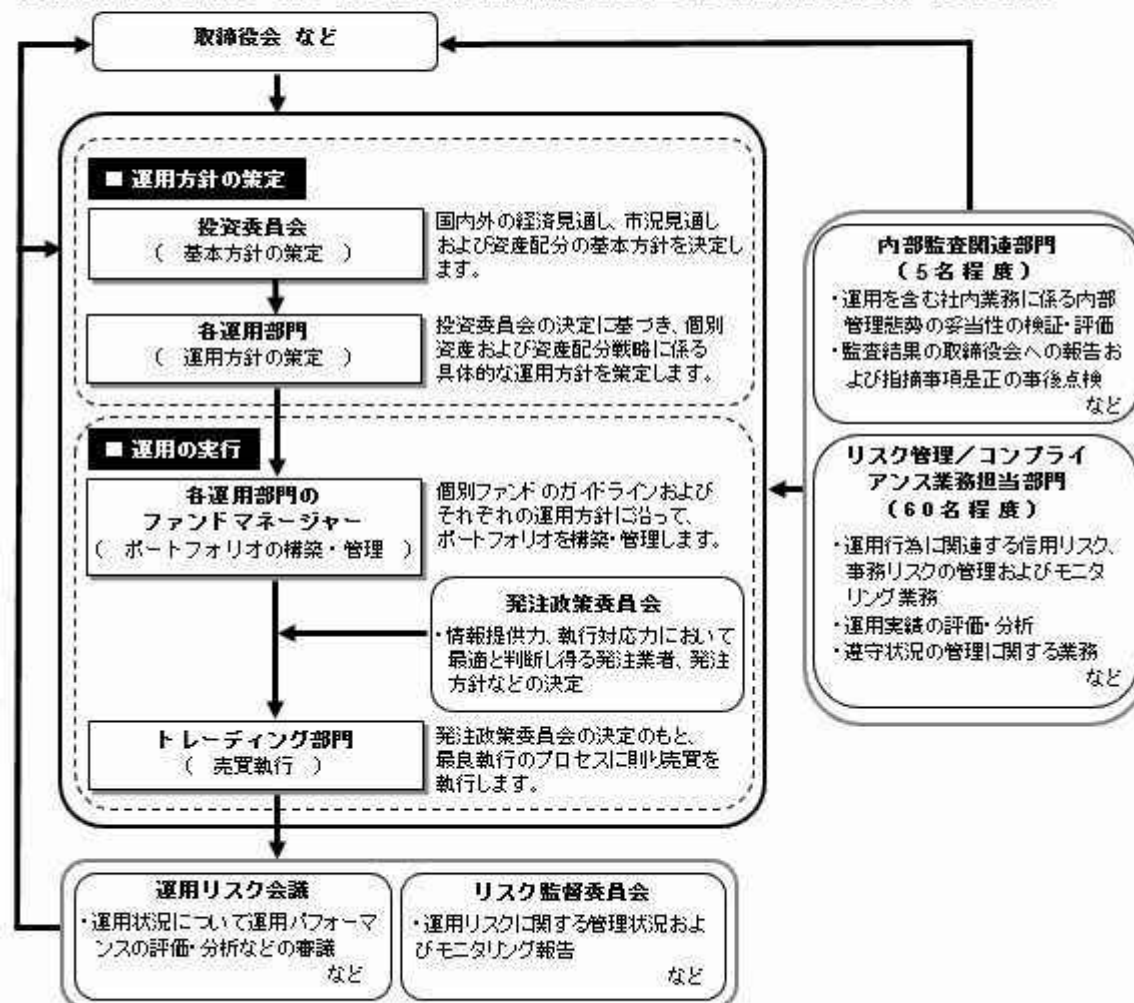 取締役会 など
■ 運用方針の策定
投資委員会
( 基本方針の策定 )
国内外の経済見通し、市況見通し
および資産配分の基本方針を決定し
ます。
各運用部門
( 運用方針の策定 )
投資委員会の決定に基づき、個別
資産および資産配分戦略に係る
具体的な運用方針を策定します。
■ 運用の実行
各運用部門の
ファンドマネージャー
( ポートフォリオの構築・管理 )
個別ファンドのガイドラインおよび
それぞれの運用方針に沿って、
ポートフォリオを構築・管理します。
発注政策委員会
・情報提供力、執行対応力において
最適と判断し得る発注業者、発注
方針などの決定
トレーディング部門
( 売買執行 )
発注政策委員会の決定のもと、
最良執行のプロセスに則り売買を
執行します。
内部監査関連部門
(5名程度)
・運用を含む社内業務に係る内部
管理態勢の妥当性の検証・評価
・監査結果の取締役会への報告お
よび指摘事項是正の事後点検
など
リスク管理/コンプライ
アンス業務担当部門
(60名程度)
・運用行為に関連する信用リスク、
事務リスクの管理およびモニタ
リング業務
・運用実績の評価・分析
・遵守状況の管理に関する業務
など
運用リスク会議
・運用状況について運用パフォーマ
ンスの評価・分析などの審議
など
リスク監督委員会
・運用リスクに関する管理状況およ
びモニタリング報告
など